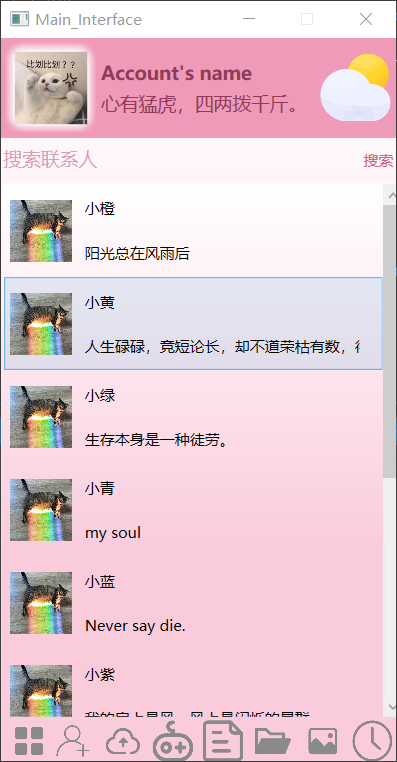 Main_Interface
比划比划？？
Account's name
心有猛虎，四两拨千斤。
搜索联系人
搜索
小橙
阳光总在风雨后
小黄
人生碌碌，竞短论长，却不道荣枯有数，
小绿
生存本身是一种徒劳。
小青
my soul
小蓝
Never say die.
小紫